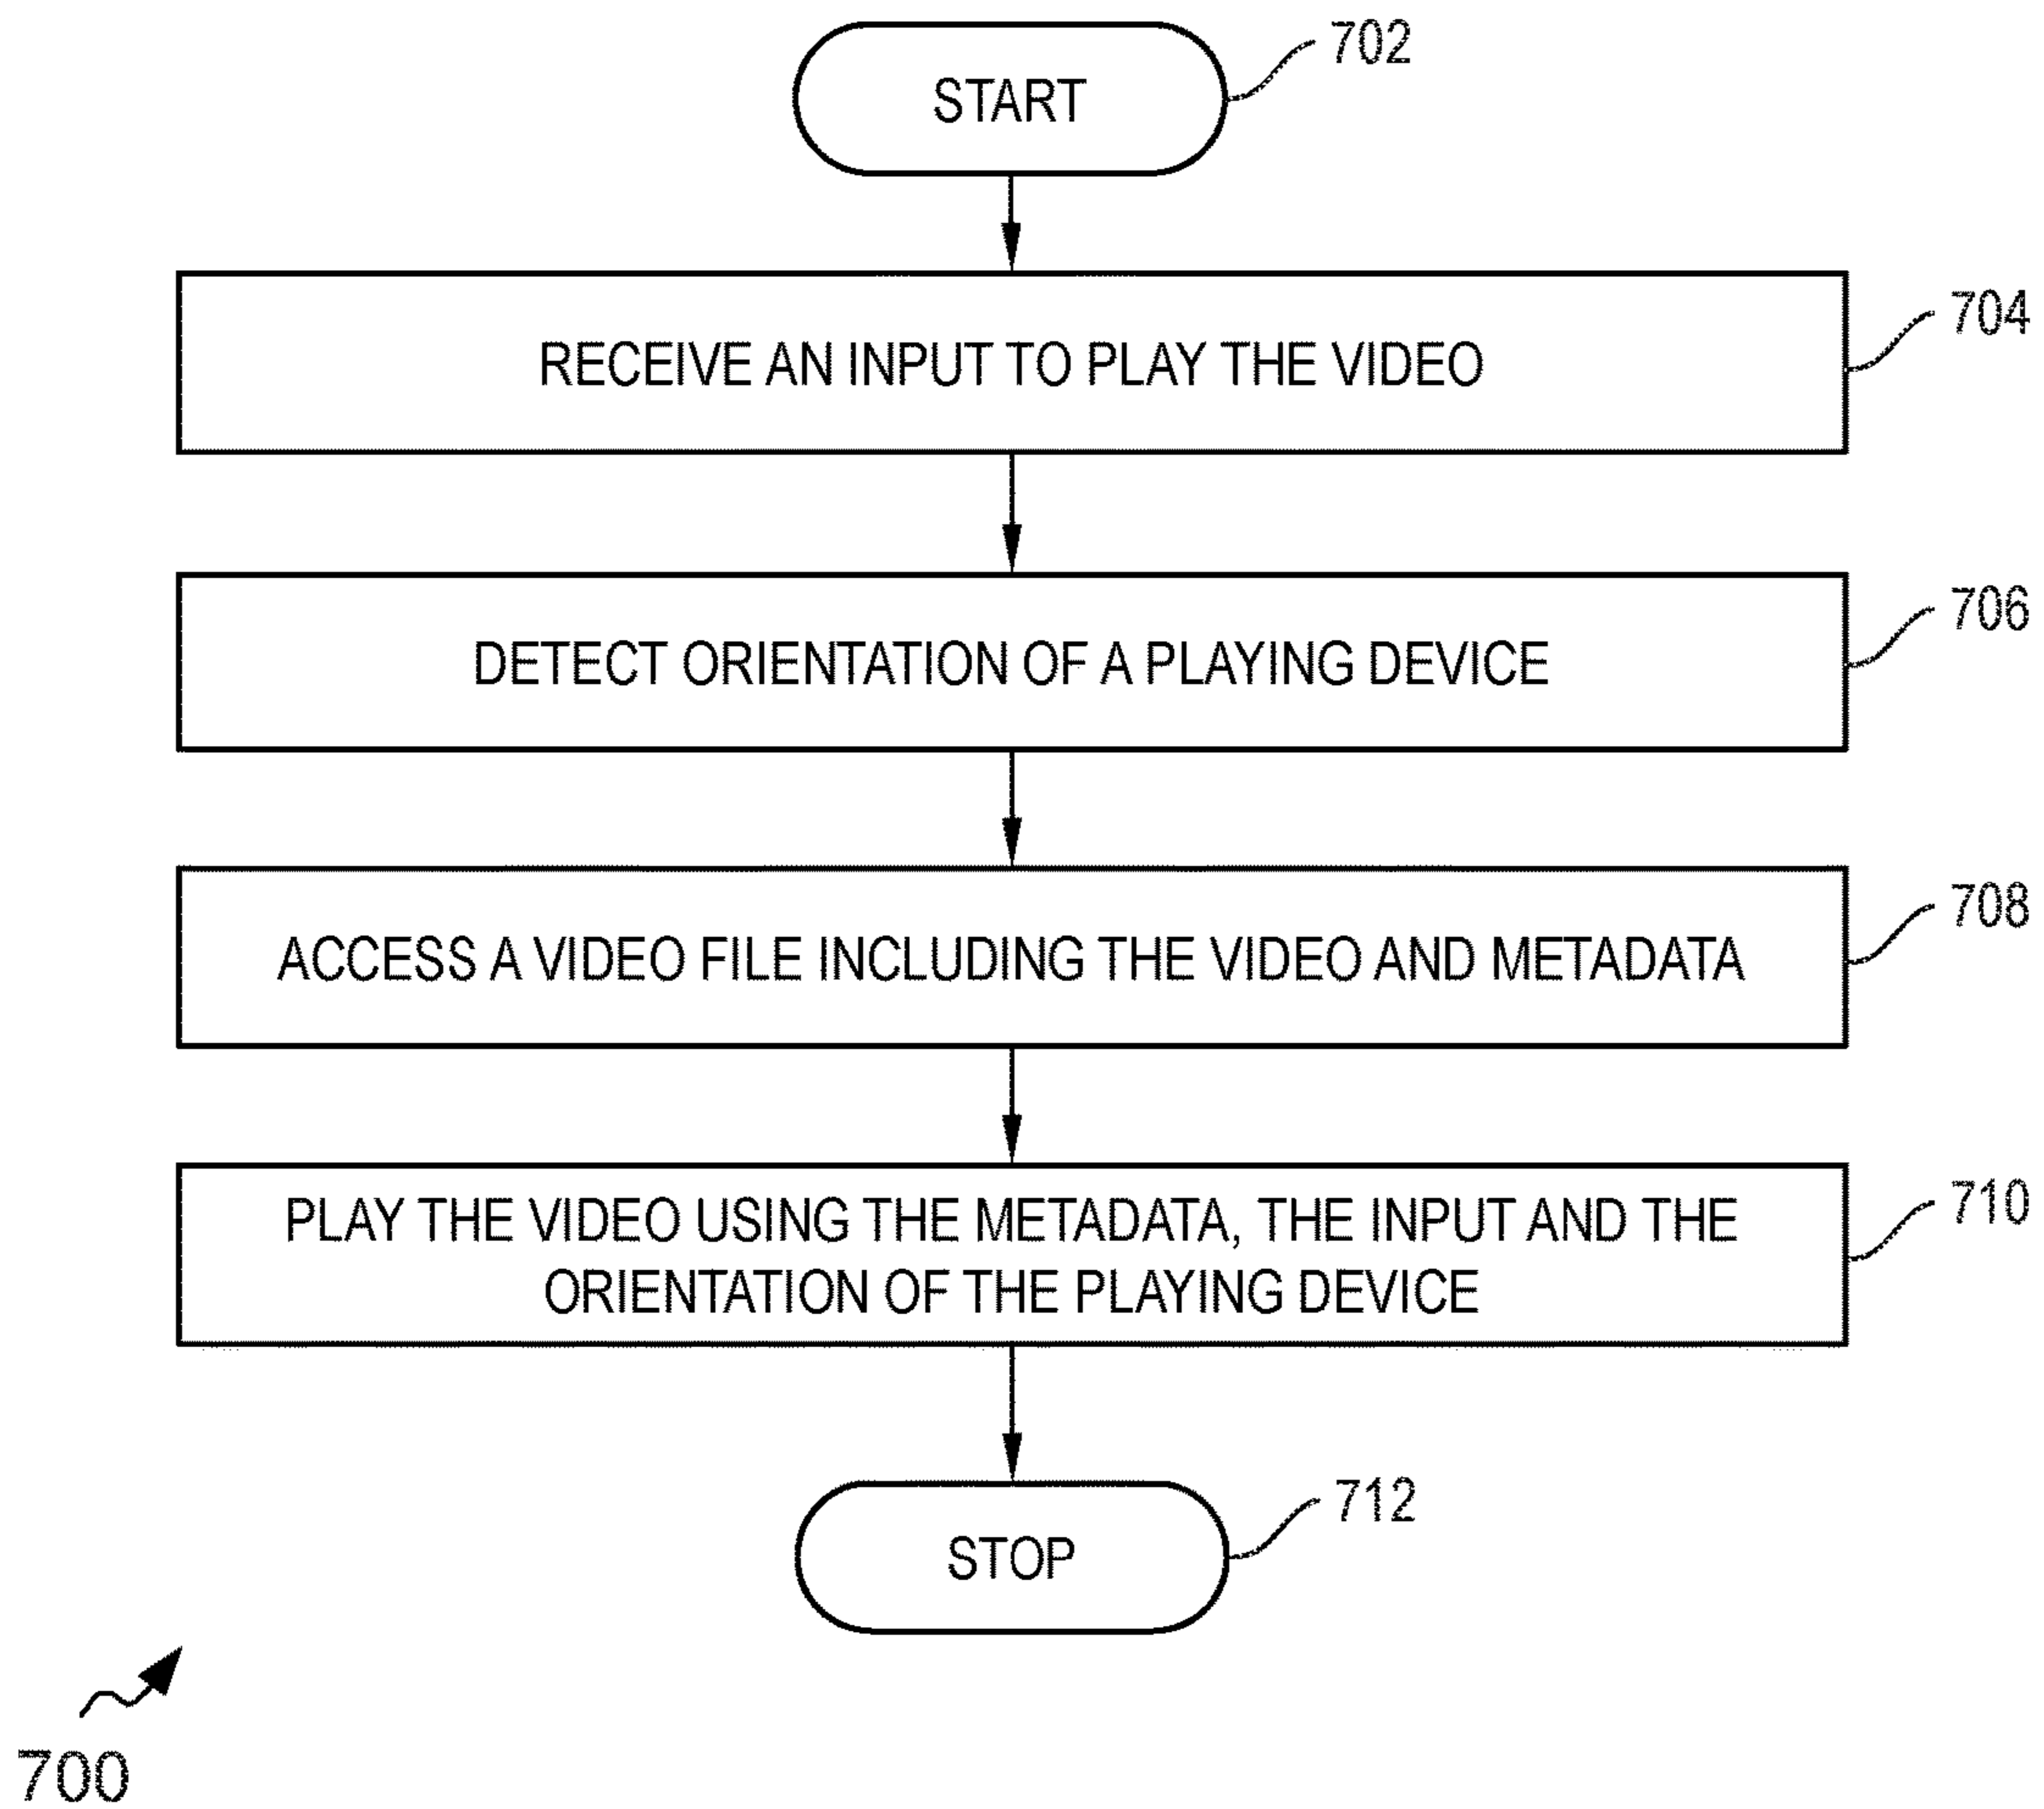 START
702
RECEIVE AN INPUT TO PLAY THE VIDEO
704
DETECT ORIENTATION OF A PLAYING DEVICE
706
ACCESS A VIDEO FILE INCLUDING THE VIDEO AND METADATA
708
PLAY THE VIDEO USING THE METADATA, THE INPUT AND THE
ORIENTATION OF THE PLAYING DEVICE
710
STOP
712
700